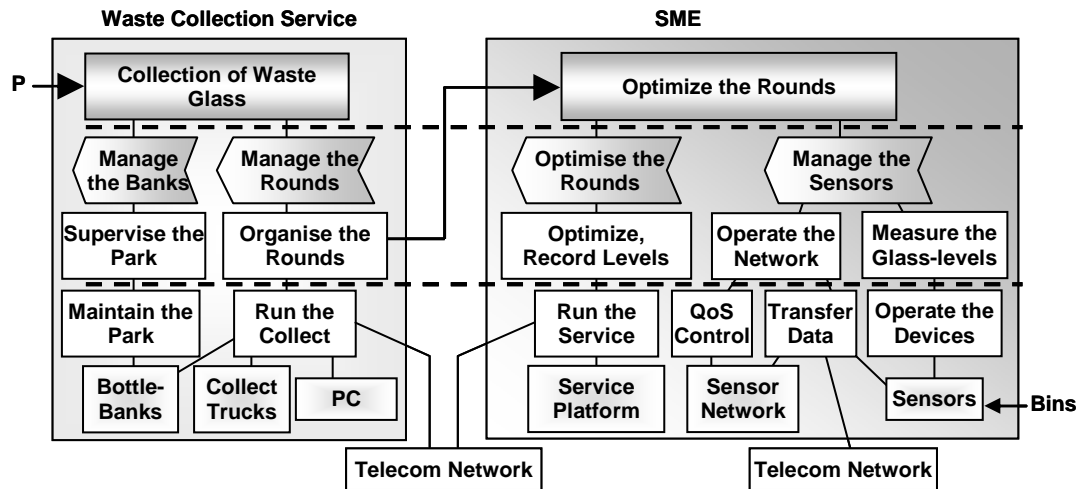 Waste Collection Service
SME
P
Collection of Waste
Glass
Optimize the Rounds
Manage
the Banks
Manage the
Rounds
Optimise the
Rounds
Manage the
Sensors
Supervise the
Park
Organise the
Rounds
Optimize,
Record Levels
Operate the
Network
Measure the
Glass-levels
Maintain the
Park
Run the
Collect
Run the
Service
QoS
Control
Transfer
Data
Operate the
Devices
Bottle-
Banks
Collect
Trucks
PC
Service
Platform
Sensor
Network
Sensors
Bins
Telecom Network
Telecom Network